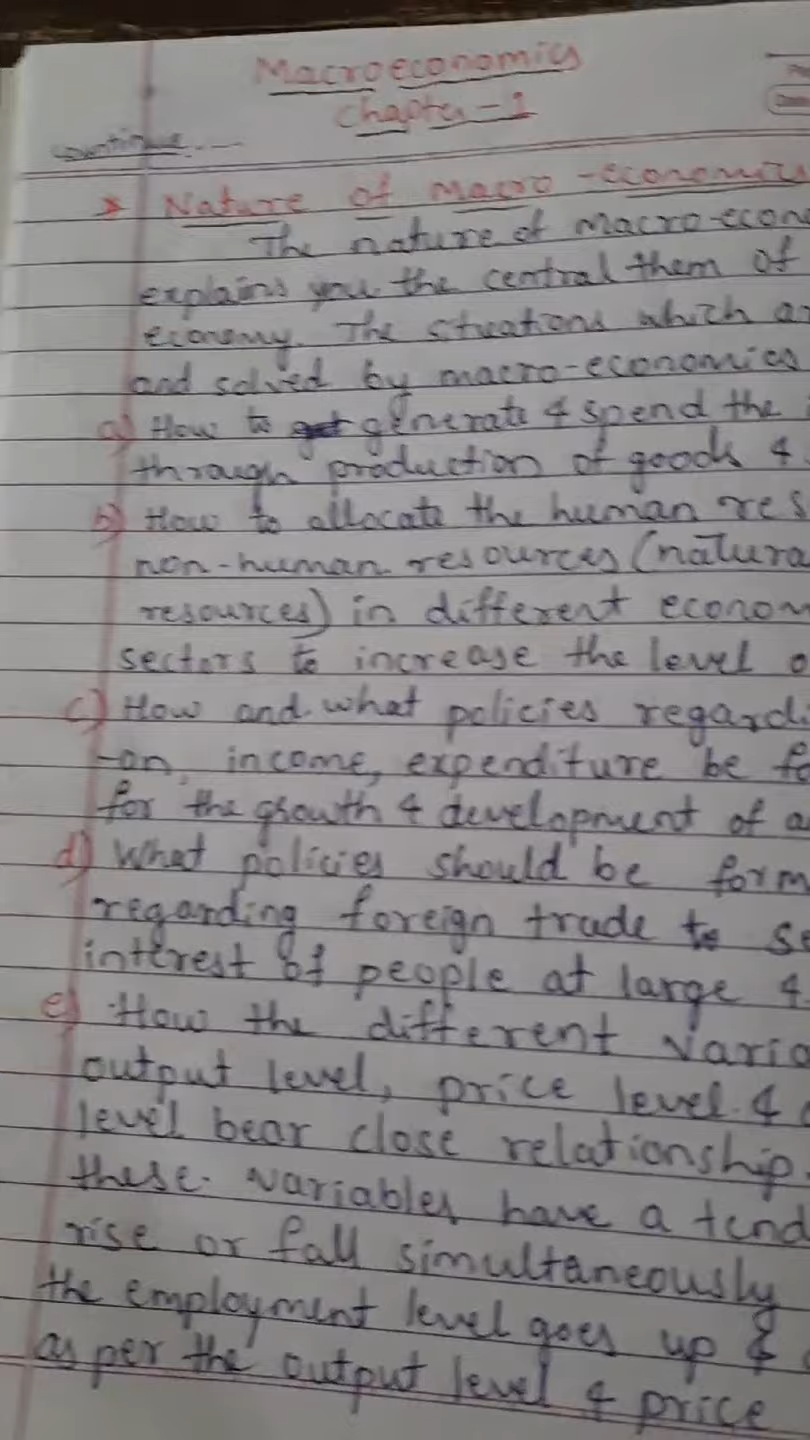 Macroeconomics
Chapter-1
continue....
* Nature of macro-economics
The nature of macro-econ
explains you the central them of
economy. The situations which a
and solved by macro-economics
a) How to generate & spend the
through production of goods &
b) How to allocate the human res
non-human resources (natura
resources) in different econom
sectors to increase the level o
c) How and what policies regardi
-on, income, expenditure be fo
for the growth & development of a
d) What policies should be form
regarding foreign trade to se
interest of people at large &
e) How the different varia
output level, price level &
level bear close relationship
these variables have a tend
rise or fall simultaneously
the employment level goes up &
as per the output level & price